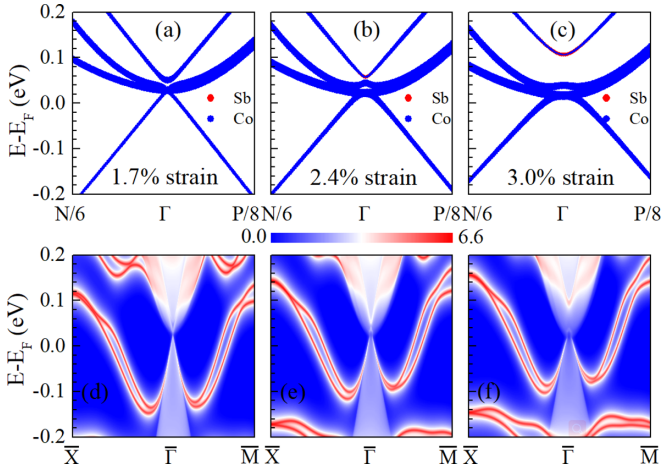 (a) (b) (c)
0.2
0.1
0.0
-0.1
-0.2
E-E_F (eV)
Sb Sb Sb
Co Co Co
1.7% strain 2.4% strain 3.0% strain
N/6 Γ P/8 N/6 Γ P/8 N/6 Γ P/8
0.0 6.6
0.2
0.1
0.0
-0.1
-0.2
E-E_F (eV)
(d) (e) (f)
X̅ Γ̅ M̅ X̅ Γ̅ M̅ X̅ Γ̅ M̅